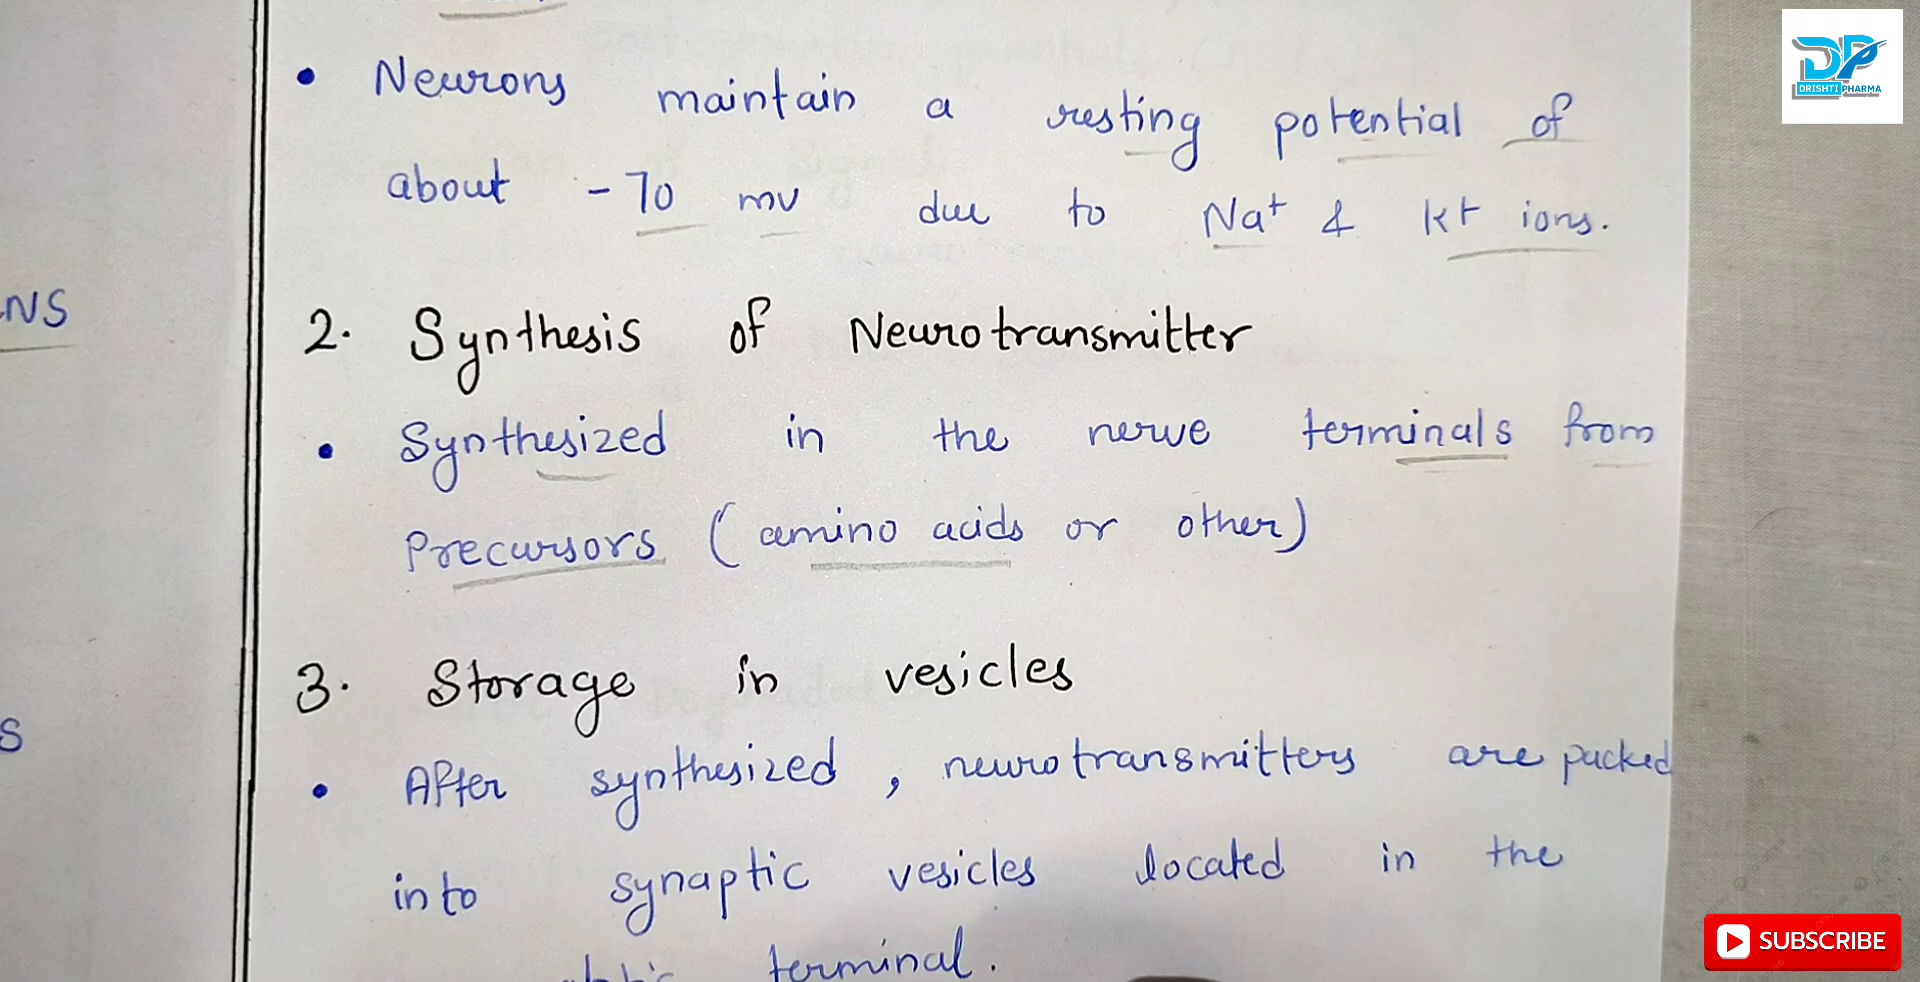 • Neurons maintain a resting potential of
about -70 mv due to Na+ & K+ ions.
NS
2. Synthesis of Neurotransmitter
• Synthesized in the nerve terminals from
Precursors (amino acids or other)
3. Storage in vesicles
S
• After synthesized, neurotransmitters are packed
into synaptic vesicles located in the
terminal.
DP
DRISHTI PHARMA
SUBSCRIBE